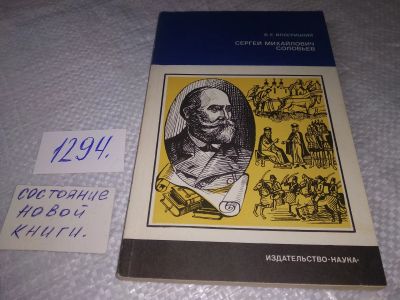 В. Е. ИЛЛЕРИЦКИЙ
СЕРГЕЙ МИХАЙЛОВИЧ
СОЛОВЬЕВ
1294.
СОСТОЯНИЕ
НОВОЙ
КНИГИ.
ИЗДАТЕЛЬСТВО «НАУКА»